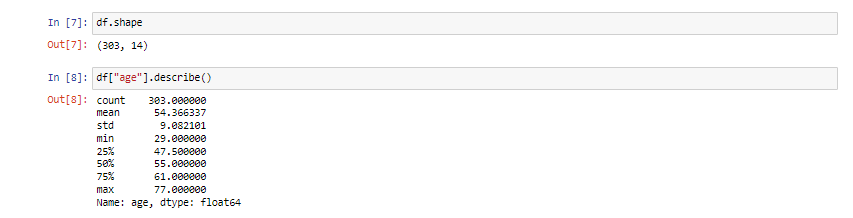 In [7]: df.shape
Out[7]: (303, 14)
In [8]: df["age"].describe()
Out[8]: count    303.000000
mean      54.366337
std        9.082101
min       29.000000
25%       47.500000
50%       55.000000
75%       61.000000
max       77.000000
Name: age, dtype: float64